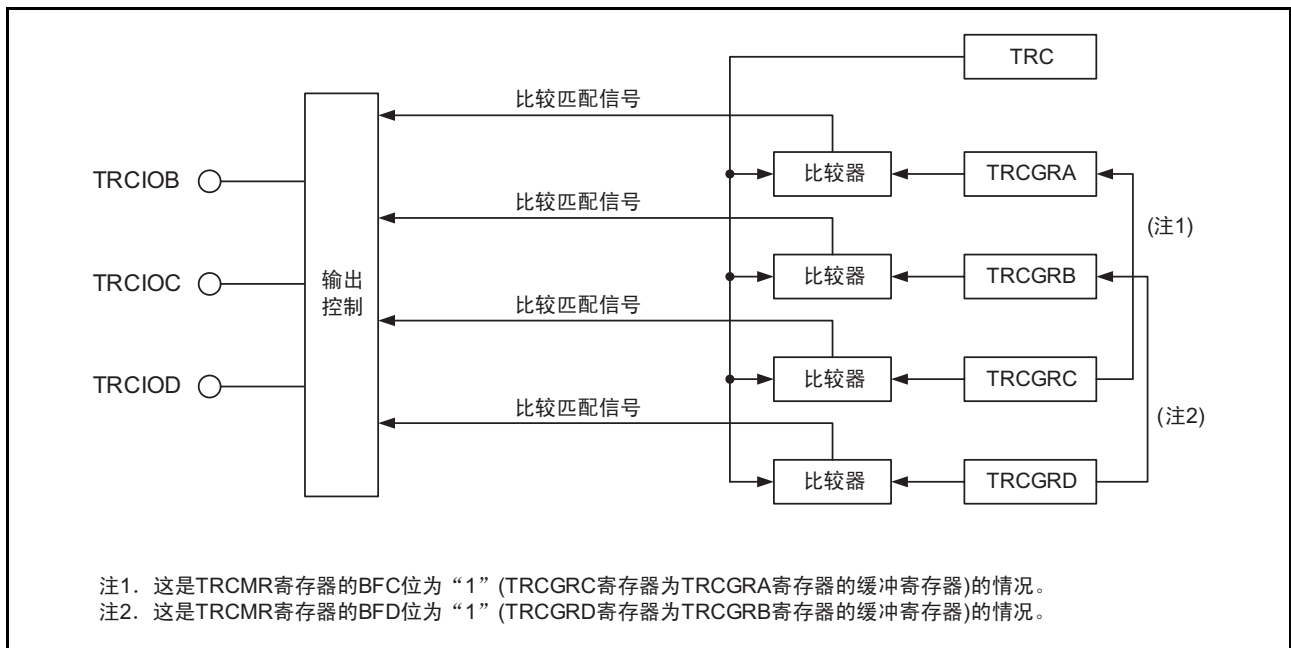 TRC
比较匹配信号
TRCIOB
比较器
TRCGRA
比较匹配信号
(注1)
TRCIOC
输出
控制
比较器
TRCGRB
比较匹配信号
TRCIOD
比较器
TRCGRC
比较匹配信号
(注2)
比较器
TRCGRD
注1. 这是TRCMR寄存器的BFC位为“1”(TRCGRC寄存器为TRCGRA寄存器的缓冲寄存器)的情况。
注2. 这是TRCMR寄存器的BFD位为“1”(TRCGRD寄存器为TRCGRB寄存器的缓冲寄存器)的情况。